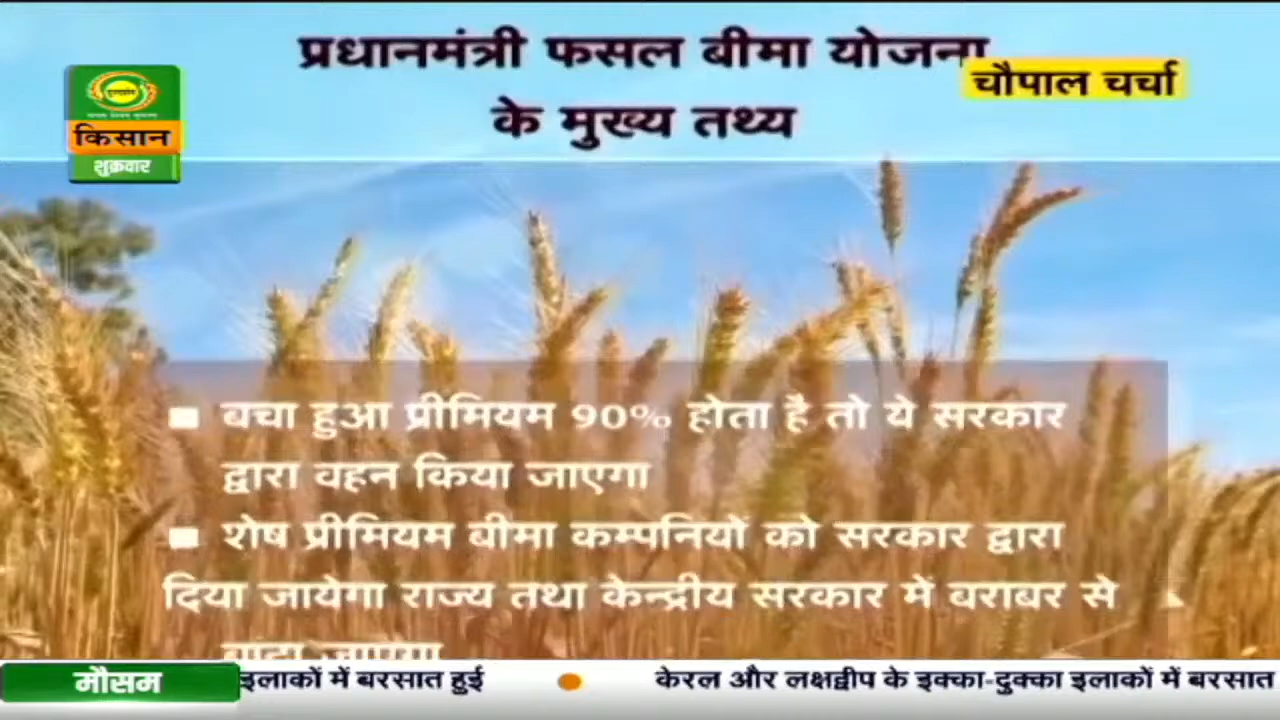 प्रधानमंत्री फसल बीमा योजना
के मुख्य तथ्य
चौपाल चर्चा
किसान
शुक्रवार
■ बचा हुआ प्रीमियम 90% होता है तो ये सरकार
द्वारा वहन किया जाएगा
■ शेष प्रीमियम बीमा कम्पनियों को सरकार द्वारा
दिया जायेगा राज्य तथा केन्द्रीय सरकार में बराबर से
मौसम
इलाकों में बरसात हुई ● केरल और लक्षद्वीप के इक्का-दुक्का इलाकों में बरसात